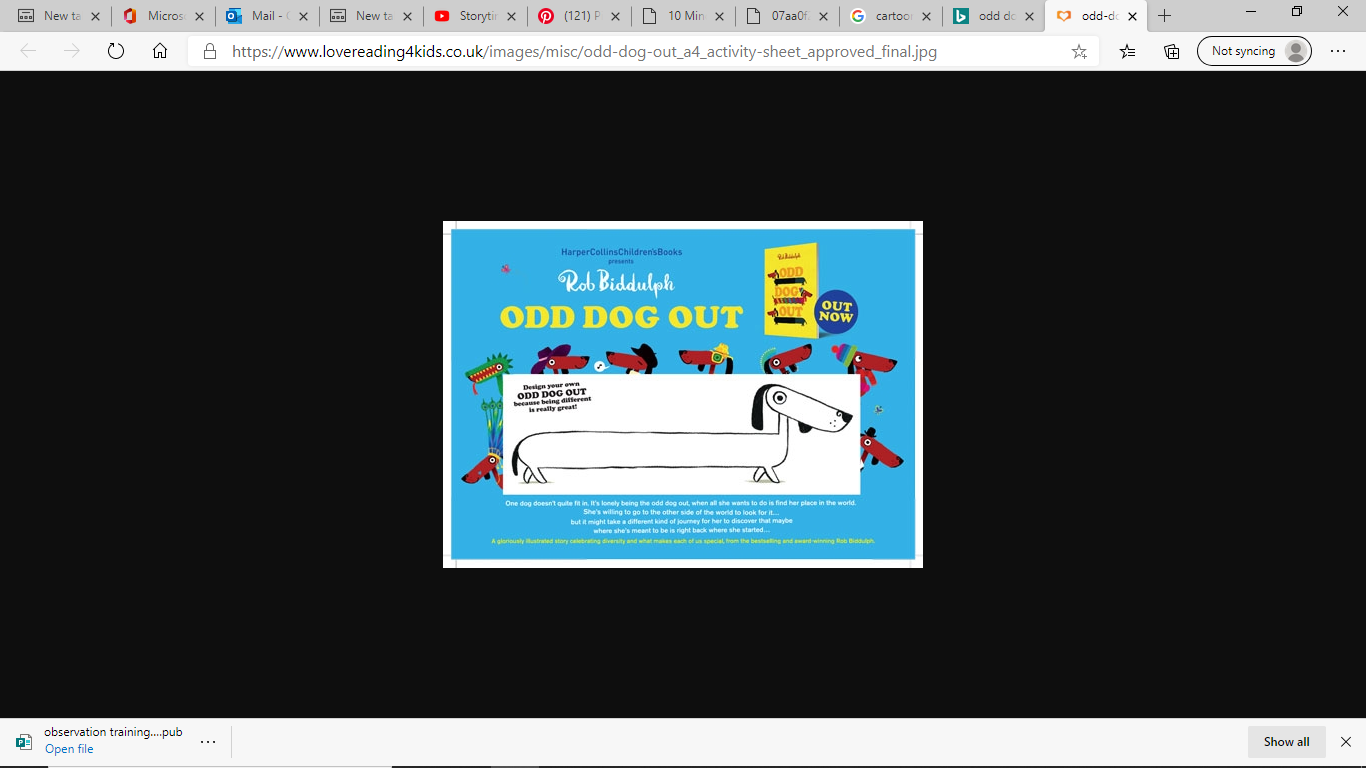 New ta
Micros
Mail - 
New ta
Storytir
(121) P
10 Min
07aa0f
cartoor
odd do
odd-do
https://www.lovereading4kids.co.uk/images/misc/odd-dog-out_a4_activity-sheet_approved_final.jpg
Not syncing
HarperCollinsChildren'sBooks
presents
Rob Biddulph
ODD DOG OUT
Rob Biddulph
ODD
DOG
OUT
OUT
NOW
Design your own
ODD DOG OUT
because being different
is really great!
One dog doesn't quite fit in. It's lonely being the odd dog out, when all she wants to do is find her place in the world.
She's willing to go to the other side of the world to look for it...
but it might take a different kind of journey for her to discover that maybe
where she's meant to be is right back where she started...
A gloriously illustrated story celebrating diversity and what makes each of us special, from the bestselling and award-winning Rob Biddulph.
observation training....pub
Open file
Show all